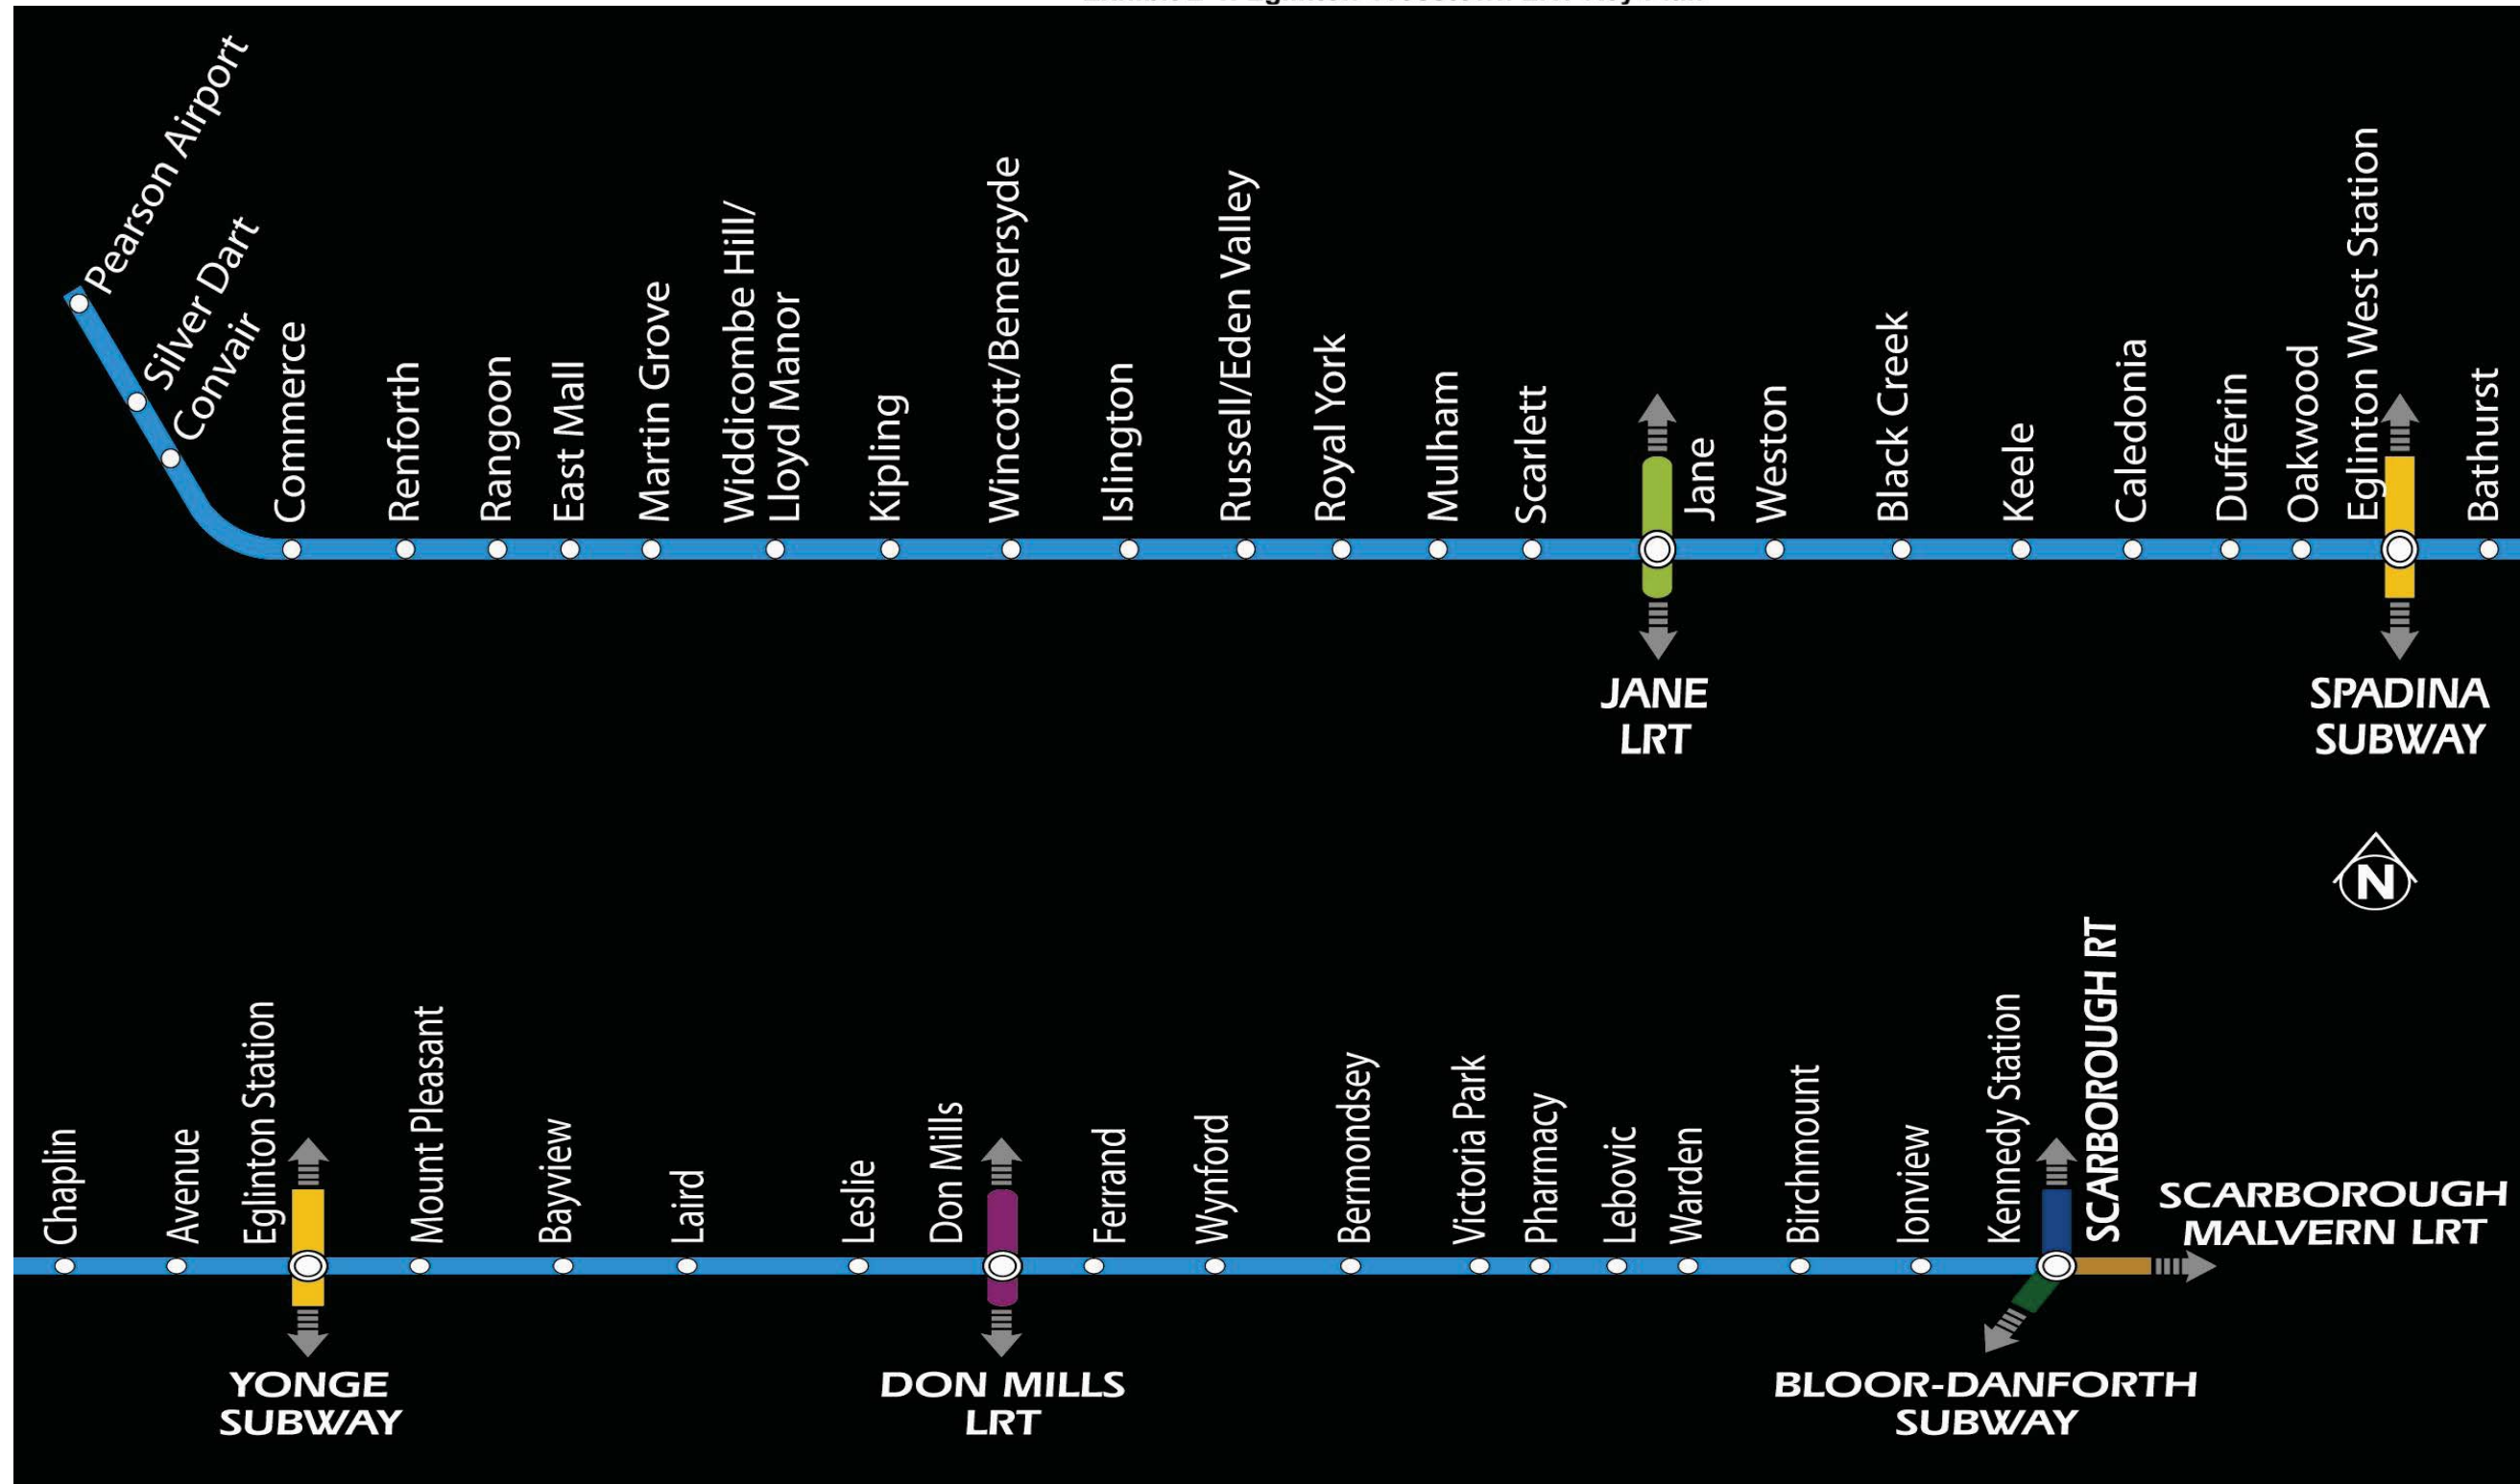 Pearson Airport
Silver Dart
Convair
Commerce
Renforth
Rangoon
East Mall
Martin Grove
Widdicombe Hill/
Lloyd Manor
Kipling
Wincott/Bemersyde
Islington
Russell/Eden Valley
Royal York
Mulham
Scarlett
Jane
Weston
Black Creek
Keele
Caledonia
Dufferin
Oakwood
Eglinton West Station
Bathurst
JANE
LRT
SPADINA
SUBWAY
N
Chaplin
Avenue
Eglinton Station
Mount Pleasant
Bayview
Laird
Leslie
Don Mills
Ferrand
Wynford
Bermondsey
Victoria Park
Pharmacy
Lebovic
Warden
Birchmount
Ionview
Kennedy Station
SCARBOROUGH RT
SCARBOROUGH
MALVERN LRT
YONGE
SUBWAY
DON MILLS
LRT
BLOOR-DANFORTH
SUBWAY